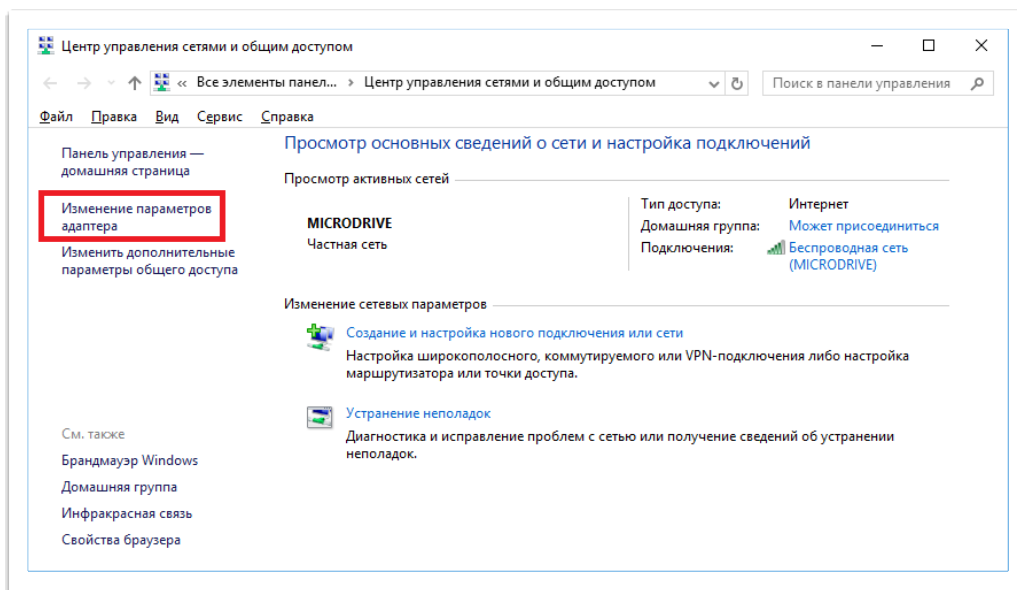 Центр управления сетями и общим доступом
« Все элементы панел... › Центр управления сетями и общим доступом
Поиск в панели управления
Файл Правка Вид Сервис Справка
Панель управления —
домашняя страница
Изменение параметров
адаптера
Изменить дополнительные
параметры общего доступа
Просмотр основных сведений о сети и настройка подключений
Просмотр активных сетей
MICRODRIVE
Частная сеть
Тип доступа: Интернет
Домашняя группа: Может присоединиться
Подключения: Беспроводная сеть
(MICRODRIVE)
Изменение сетевых параметров
Создание и настройка нового подключения или сети
Настройка широкополосного, коммутируемого или VPN-подключения либо настройка
маршрутизатора или точки доступа.
Устранение неполадок
Диагностика и исправление проблем с сетью или получение сведений об устранении
неполадок.
См. также
Брандмауэр Windows
Домашняя группа
Инфракрасная связь
Свойства браузера